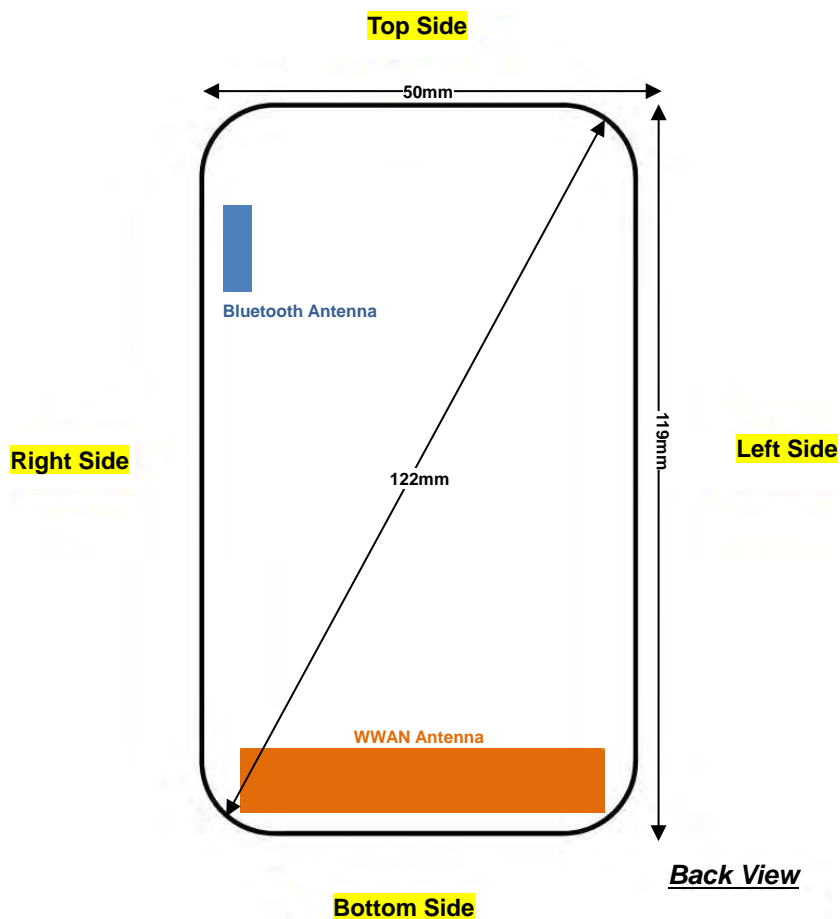 Top Side
50mm
Bluetooth Antenna
119mm
Left Side
Right Side
122mm
WWAN Antenna
Back View
Bottom Side